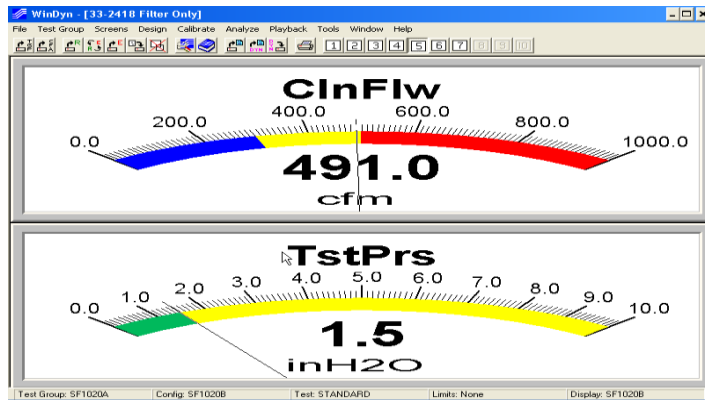 WinDyn - [33-2418 Filter Only]
File Test Group Screens Design Calibrate Analyze Playback Tools Window Help
1 2 3 4 5 6 7 8 9 10
ClnFlw
0.0 200.0 400.0 600.0 800.0 1000.0
491.0
cfm
TstPrs
0.0 1.0 2.0 3.0 4.0 5.0 6.0 7.0 8.0 9.0 10.0
1.5
inH2O
Test Group: SF1020A Config: SF1020B Test: STANDARD Limits: None Display: SF1020B